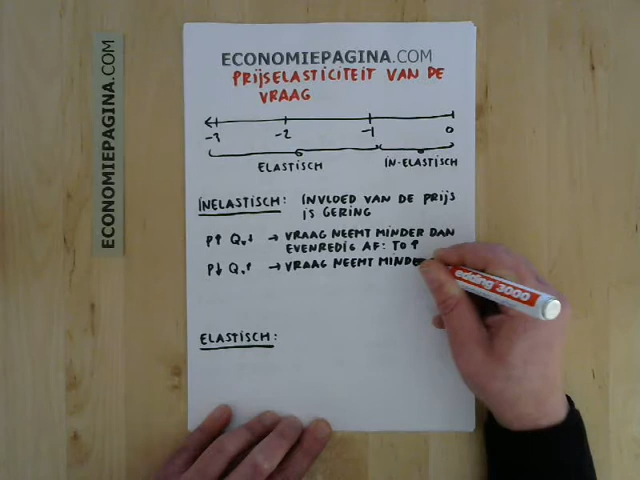 ECONOMIEPAGINA.COM
ECONOMIEPAGINA.COM
PRIJSELASTICITEIT VAN DE
VRAAG
-3 -2 -1 0
ELASTISCH IN-ELASTISCH
INELASTISCH: INVLOED VAN DE PRIJS
IS GERING
P↑ Qv↓ → VRAAG NEEMT MINDER DAN
EVENREDIG AF: TO ↑
P↓ Qv↑ → VRAAG NEEMT MINDE
edding 3000
ELASTISCH: